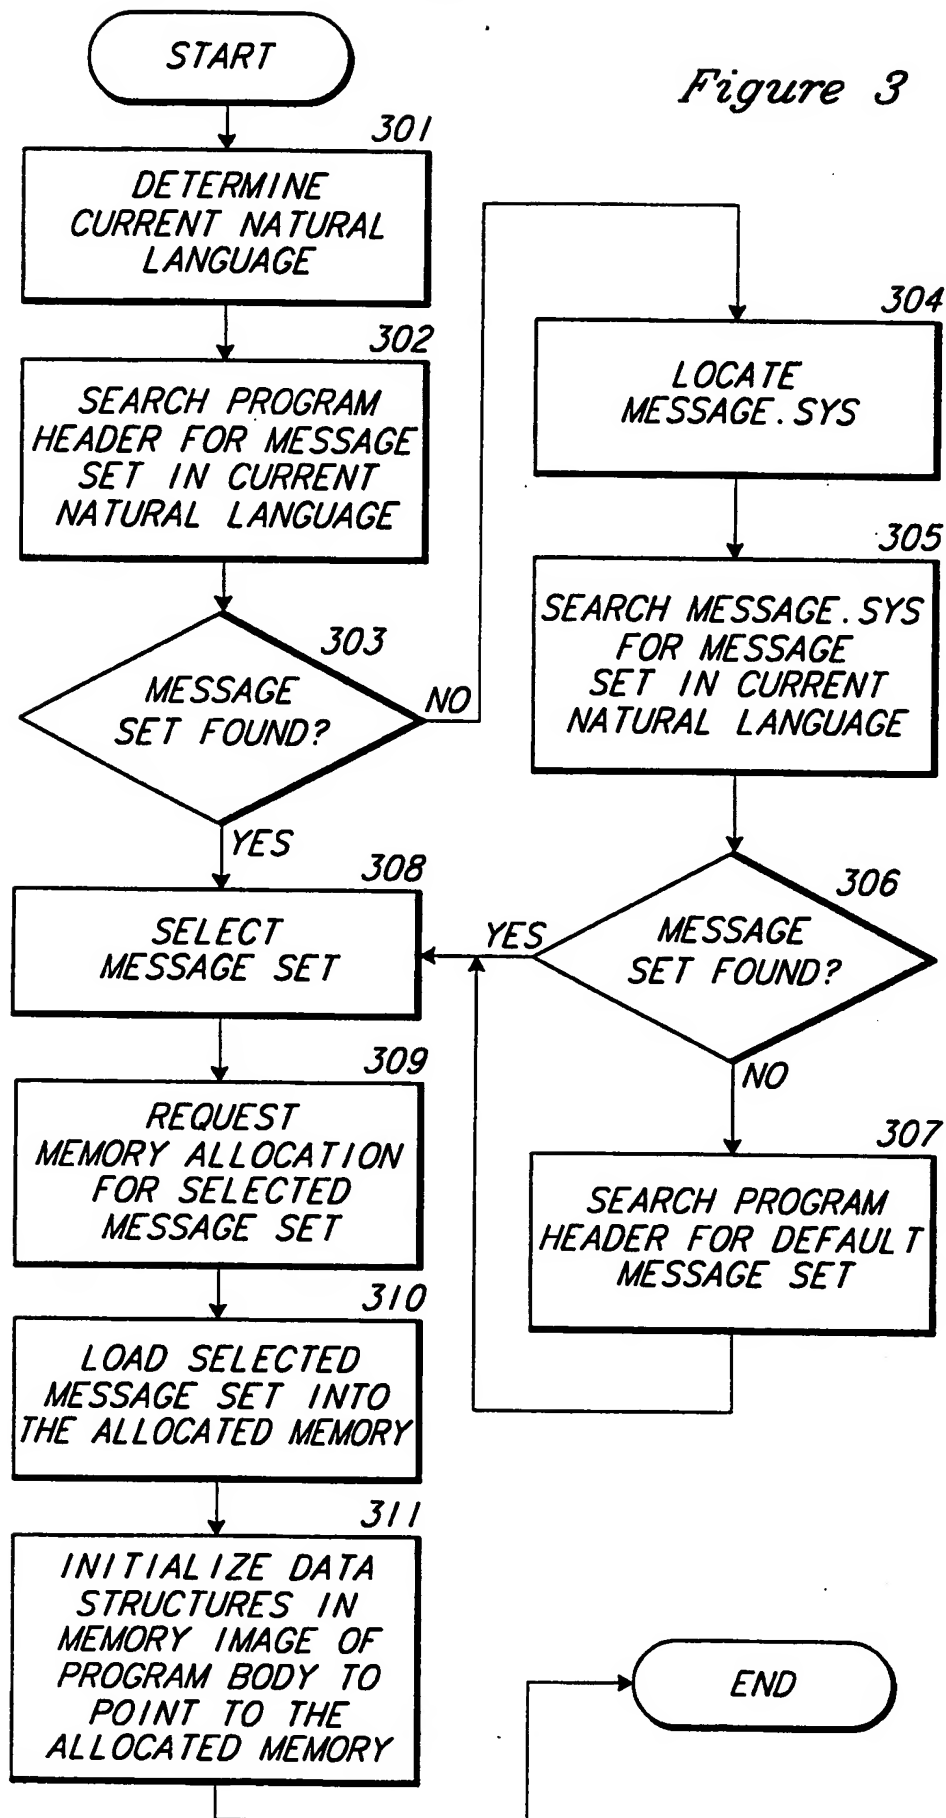 START
Figure 3
301
DETERMINE
CURRENT NATURAL
LANGUAGE
302
SEARCH PROGRAM
HEADER FOR MESSAGE
SET IN CURRENT
NATURAL LANGUAGE
303
MESSAGE
SET FOUND?
NO
YES
304
LOCATE
MESSAGE.SYS
305
SEARCH MESSAGE.SYS
FOR MESSAGE
SET IN CURRENT
NATURAL LANGUAGE
306
MESSAGE
SET FOUND?
YES
NO
307
SEARCH PROGRAM
HEADER FOR DEFAULT
MESSAGE SET
308
SELECT
MESSAGE SET
309
REQUEST
MEMORY ALLOCATION
FOR SELECTED
MESSAGE SET
310
LOAD SELECTED
MESSAGE SET INTO
THE ALLOCATED MEMORY
311
INITIALIZE DATA
STRUCTURES IN
MEMORY IMAGE OF
PROGRAM BODY TO
POINT TO THE
ALLOCATED MEMORY
END